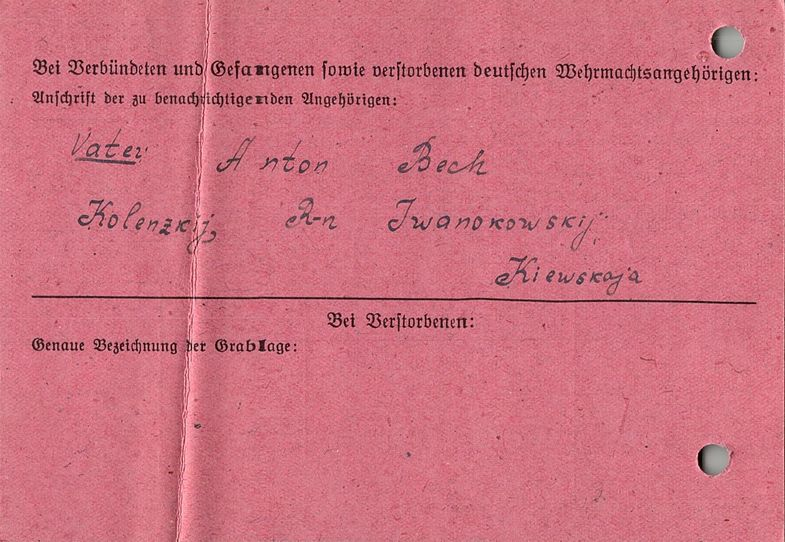 Bei Verbündeten und Gefangenen sowie verstorbenen deutschen Wehrmachtsangehörigen:
Anschrift der zu benachrichtigenden Angehörigen:
Vater Anton Bech
Kolenzkij, R-n Iwanokowskij
Kiewskaja
Bei Verstorbenen:
Genaue Bezeichnung der Grablage: